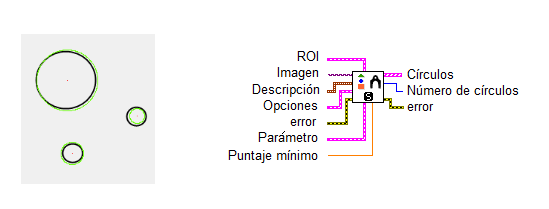 ROI
Imagen
Descripción
Opciones
error
Parámetro
Puntaje mínimo
S
Círculos
Número de círculos
error